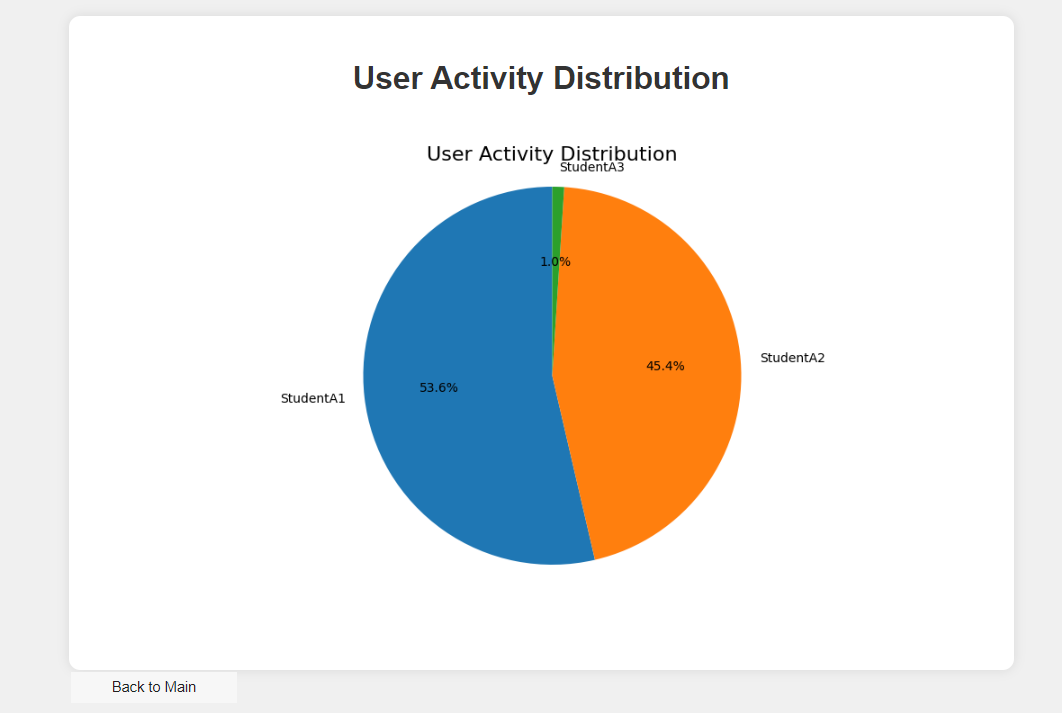 User Activity Distribution
User Activity Distribution
StudentA3
1.0%
StudentA2
45.4%
53.6%
StudentA1
Back to Main